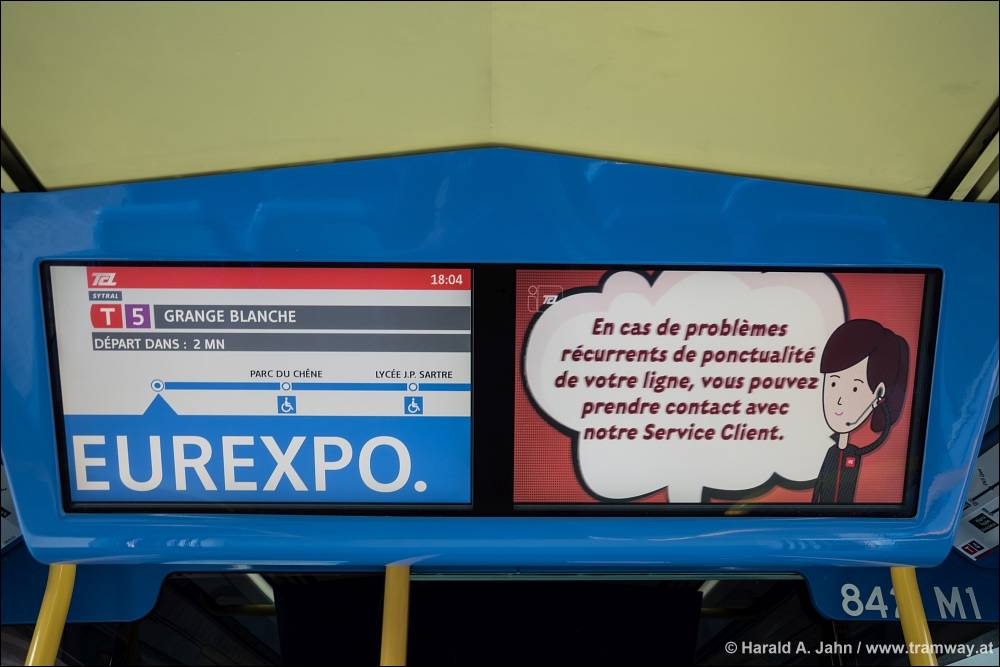 TCL
18:04
SYTRAL
T 5 GRANGE BLANCHE
DÉPART DANS : 2 MN
PARC DU CHÊNE
LYCÉE J.P. SARTRE
EUREXPO.
TCL
En cas de problèmes
récurrents de ponctualité
de votre ligne, vous pouvez
prendre contact avec
notre Service Client.
M1
© Harald A. Jahn / www.tramway.at